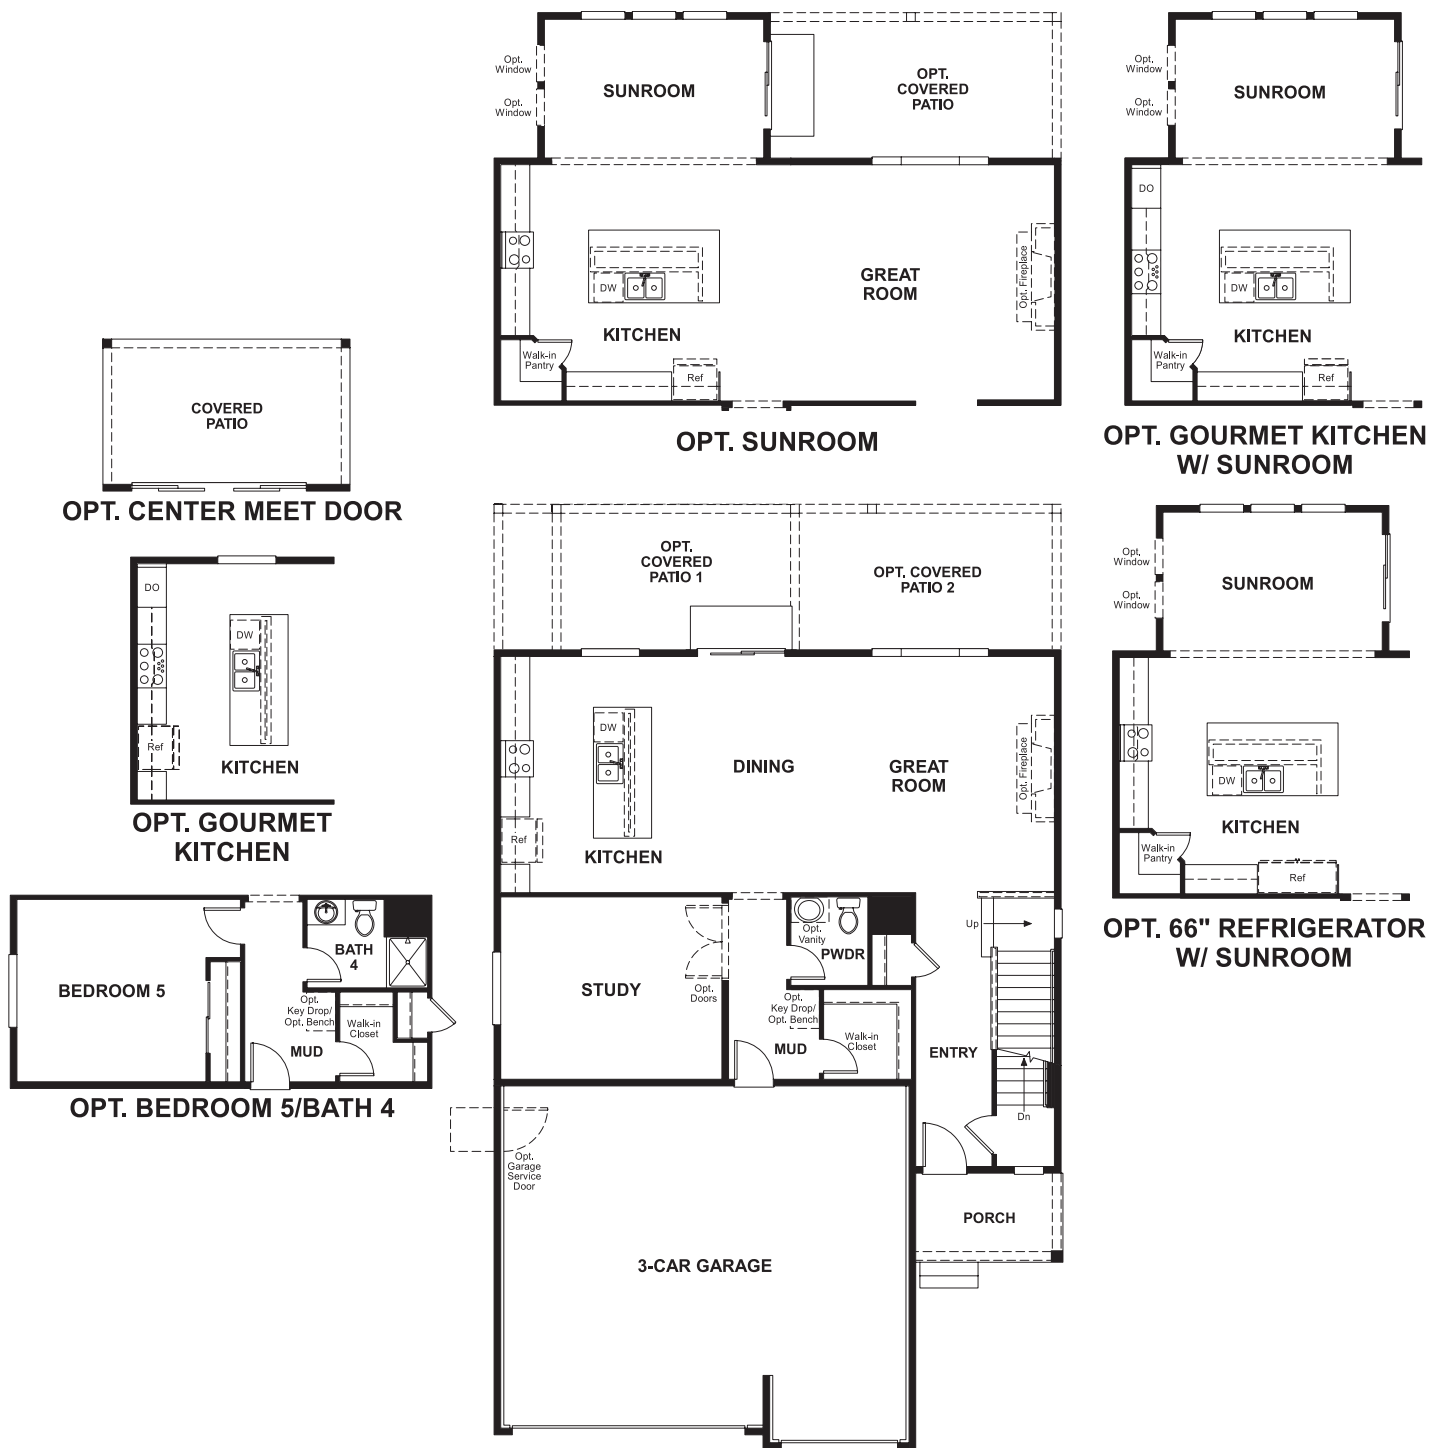 Opt.
Window
Opt.
Window
SUNROOM
OPT.
COVERED
PATIO
GREAT
ROOM
Opt. Fireplace
DW
KITCHEN
Walk-in
Pantry
Ref
OPT. SUNROOM
Opt.
Window
Opt.
Window
SUNROOM
DO
DW
KITCHEN
Walk-in
Pantry
Ref
OPT. GOURMET KITCHEN
W/ SUNROOM
COVERED
PATIO
OPT. CENTER MEET DOOR
DO
DW
Ref
KITCHEN
OPT. GOURMET
KITCHEN
OPT.
COVERED
PATIO 1
OPT. COVERED
PATIO 2
DW
DINING
GREAT
ROOM
Opt. Fireplace
Ref
KITCHEN
Opt.
Vanity
PWDR
Up
STUDY
Opt.
Doors
Opt.
Key Drop/
Opt. Bench
MUD
Walk-in
Closet
ENTRY
Dn
Opt.
Garage
Service
Door
PORCH
3-CAR GARAGE
Opt.
Window
Opt.
Window
SUNROOM
DW
KITCHEN
Walk-in
Pantry
Ref
OPT. 66" REFRIGERATOR
W/ SUNROOM
BATH
4
BEDROOM 5
Opt.
Key Drop/
Opt. Bench
Walk-in
Closet
MUD
OPT. BEDROOM 5/BATH 4